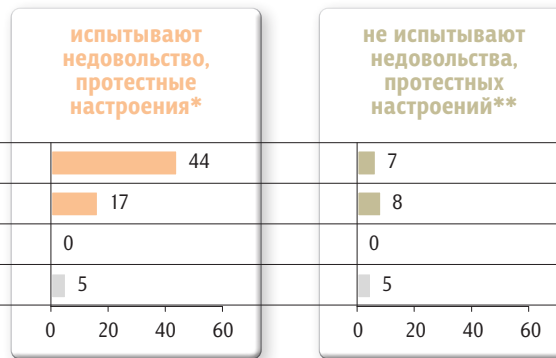 испытывают
недовольство,
протестные
настроения*
не испытывают
недовольства,
протестных
настроений**
44 7
17 8
0 0
5 5
0 20 40 60 0 20 40 60